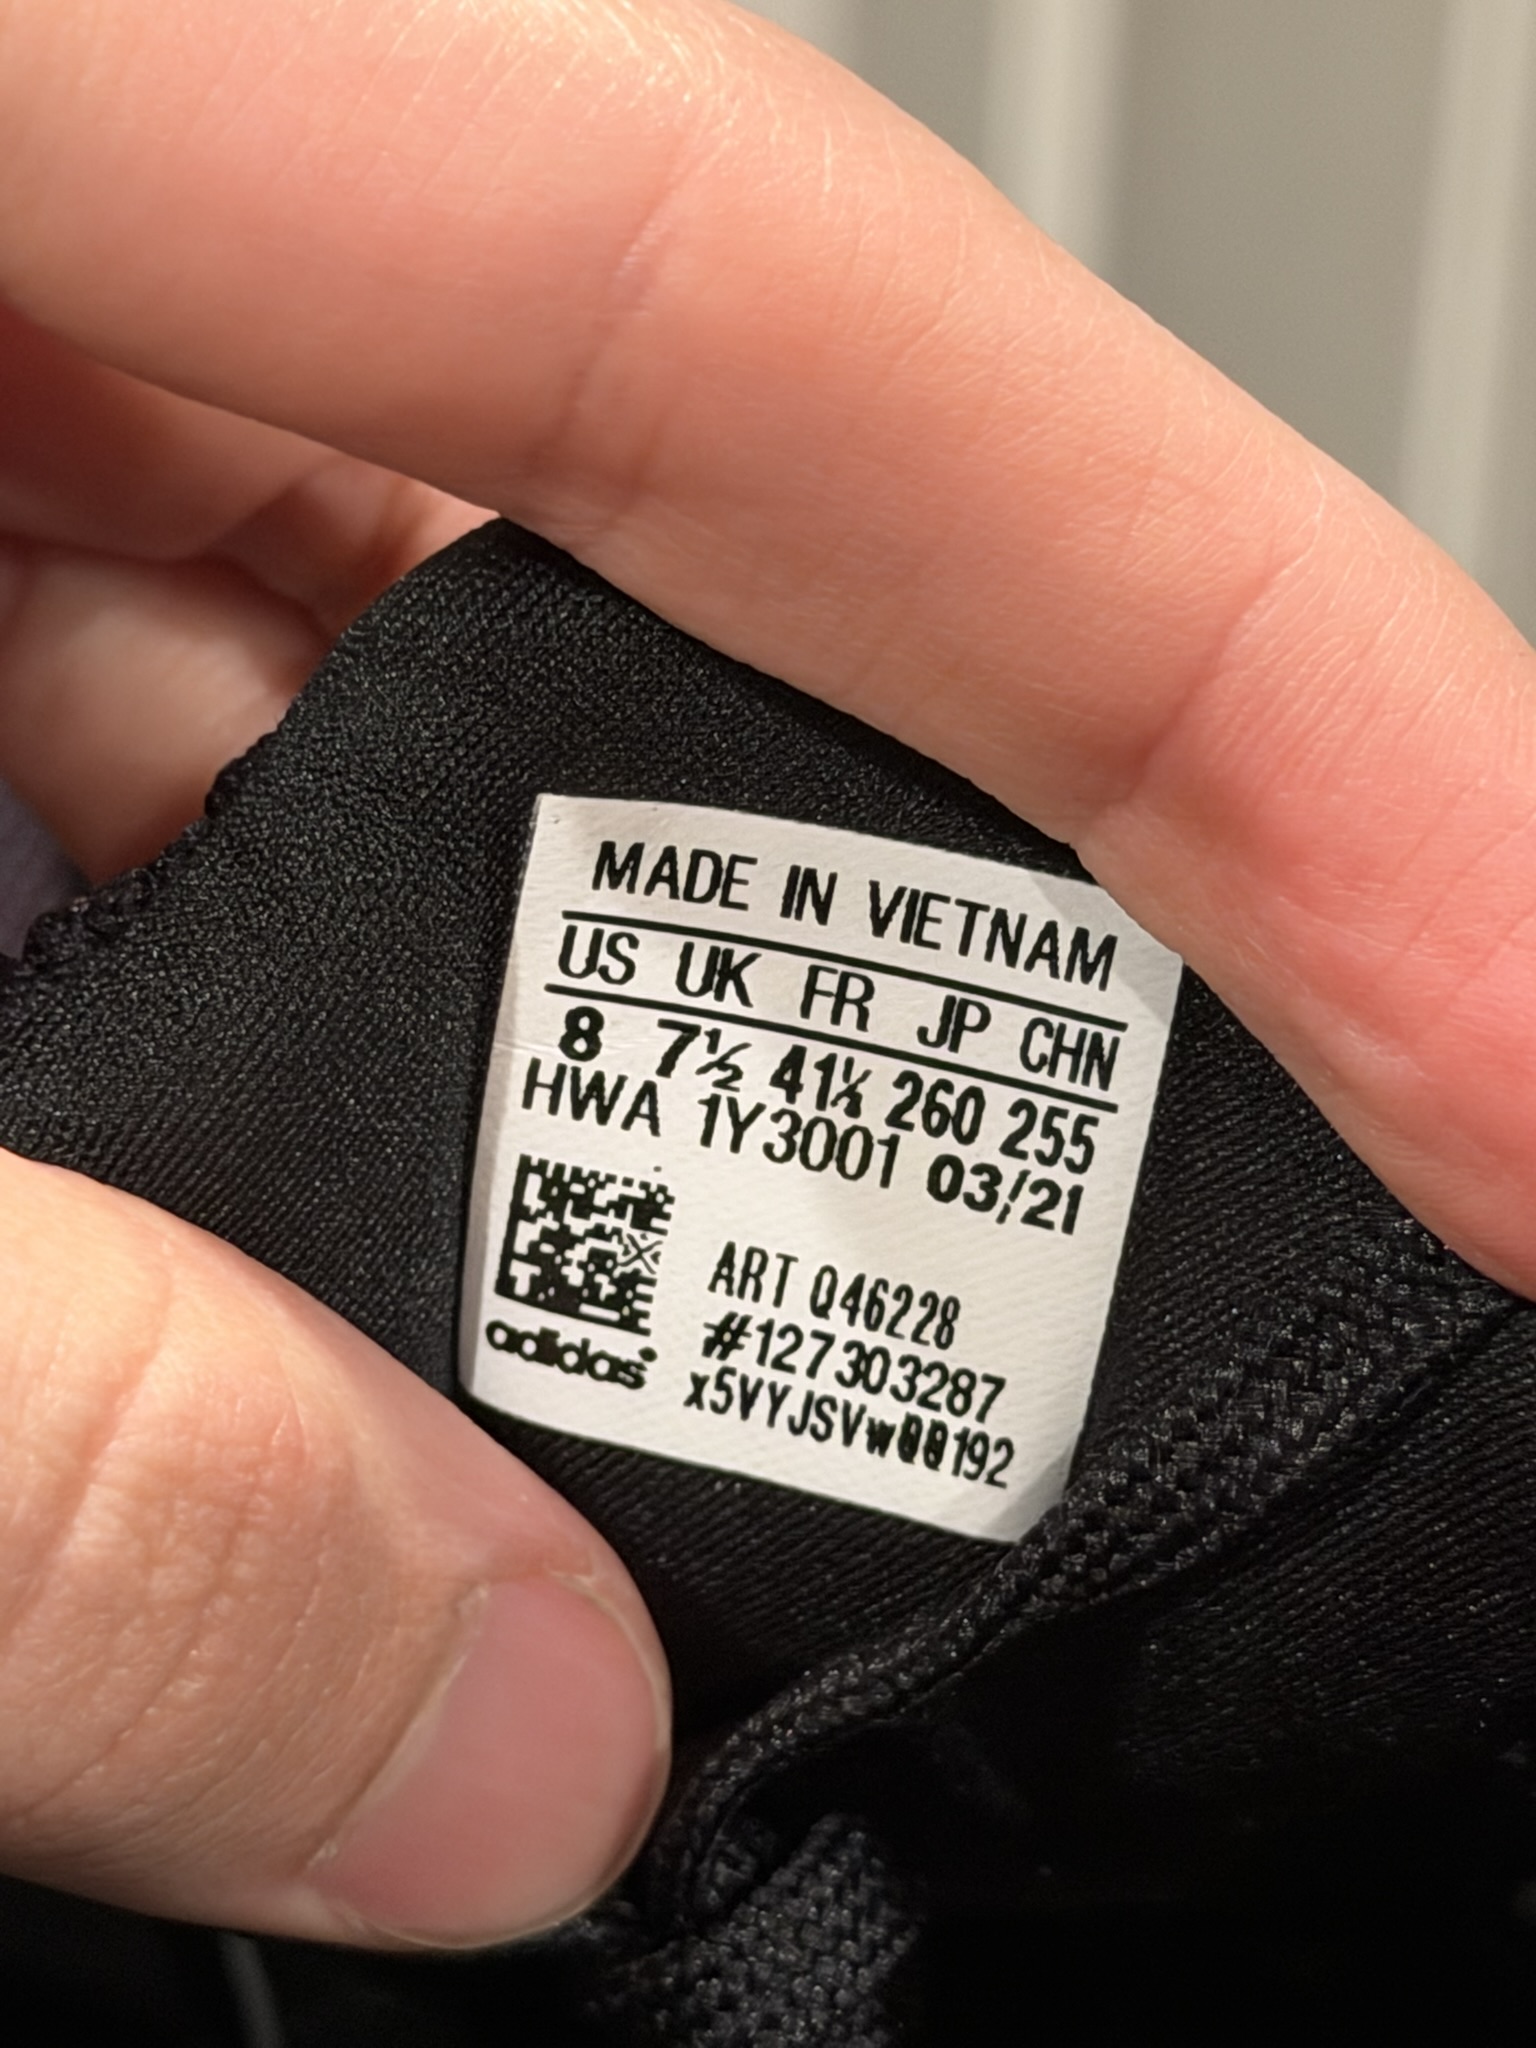 MADE IN VIETNAM
US UK FR JP CHN
8 7½ 41⅓ 260 255
HWA 1Y3001 03/21
ART Q46228
#127303287
adidas